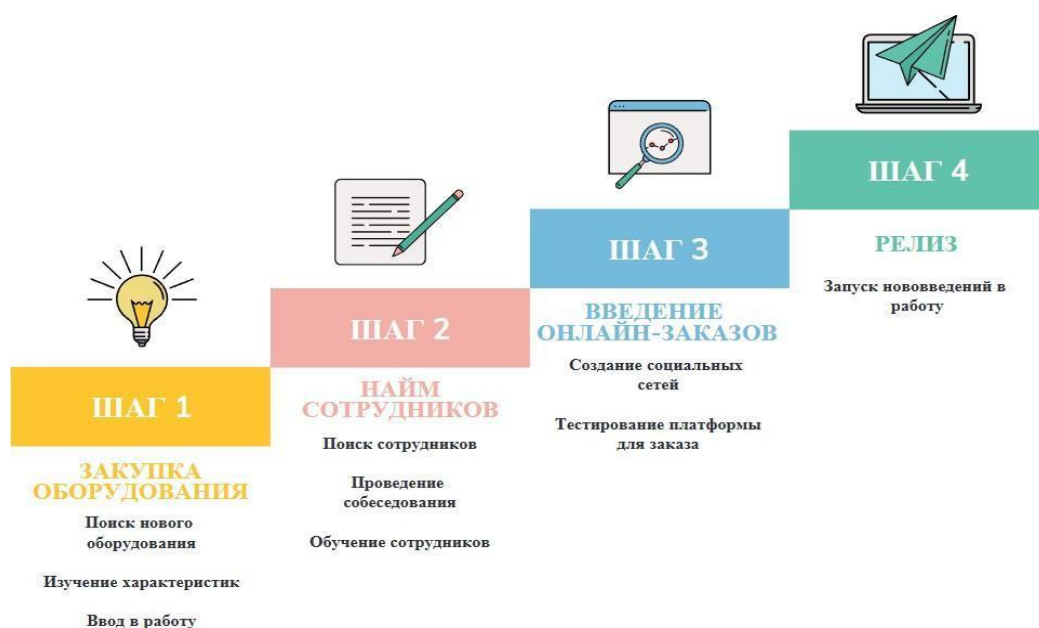 ШАГ 1
ЗАКУПКА
ОБОРУДОВАНИЯ
Поиск нового
оборудования
Изучение характеристик
Ввод в работу
ШАГ 2
НАЙМ
СОТРУДНИКОВ
Поиск сотрудников
Проведение
собеседования
Обучение сотрудников
ШАГ 3
ВВЕДЕНИЕ
ОНЛАЙН-ЗАКАЗОВ
Создание социальных
сетей
Тестирование платформы
для заказа
ШАГ 4
РЕЛИЗ
Запуск нововведений в
работу